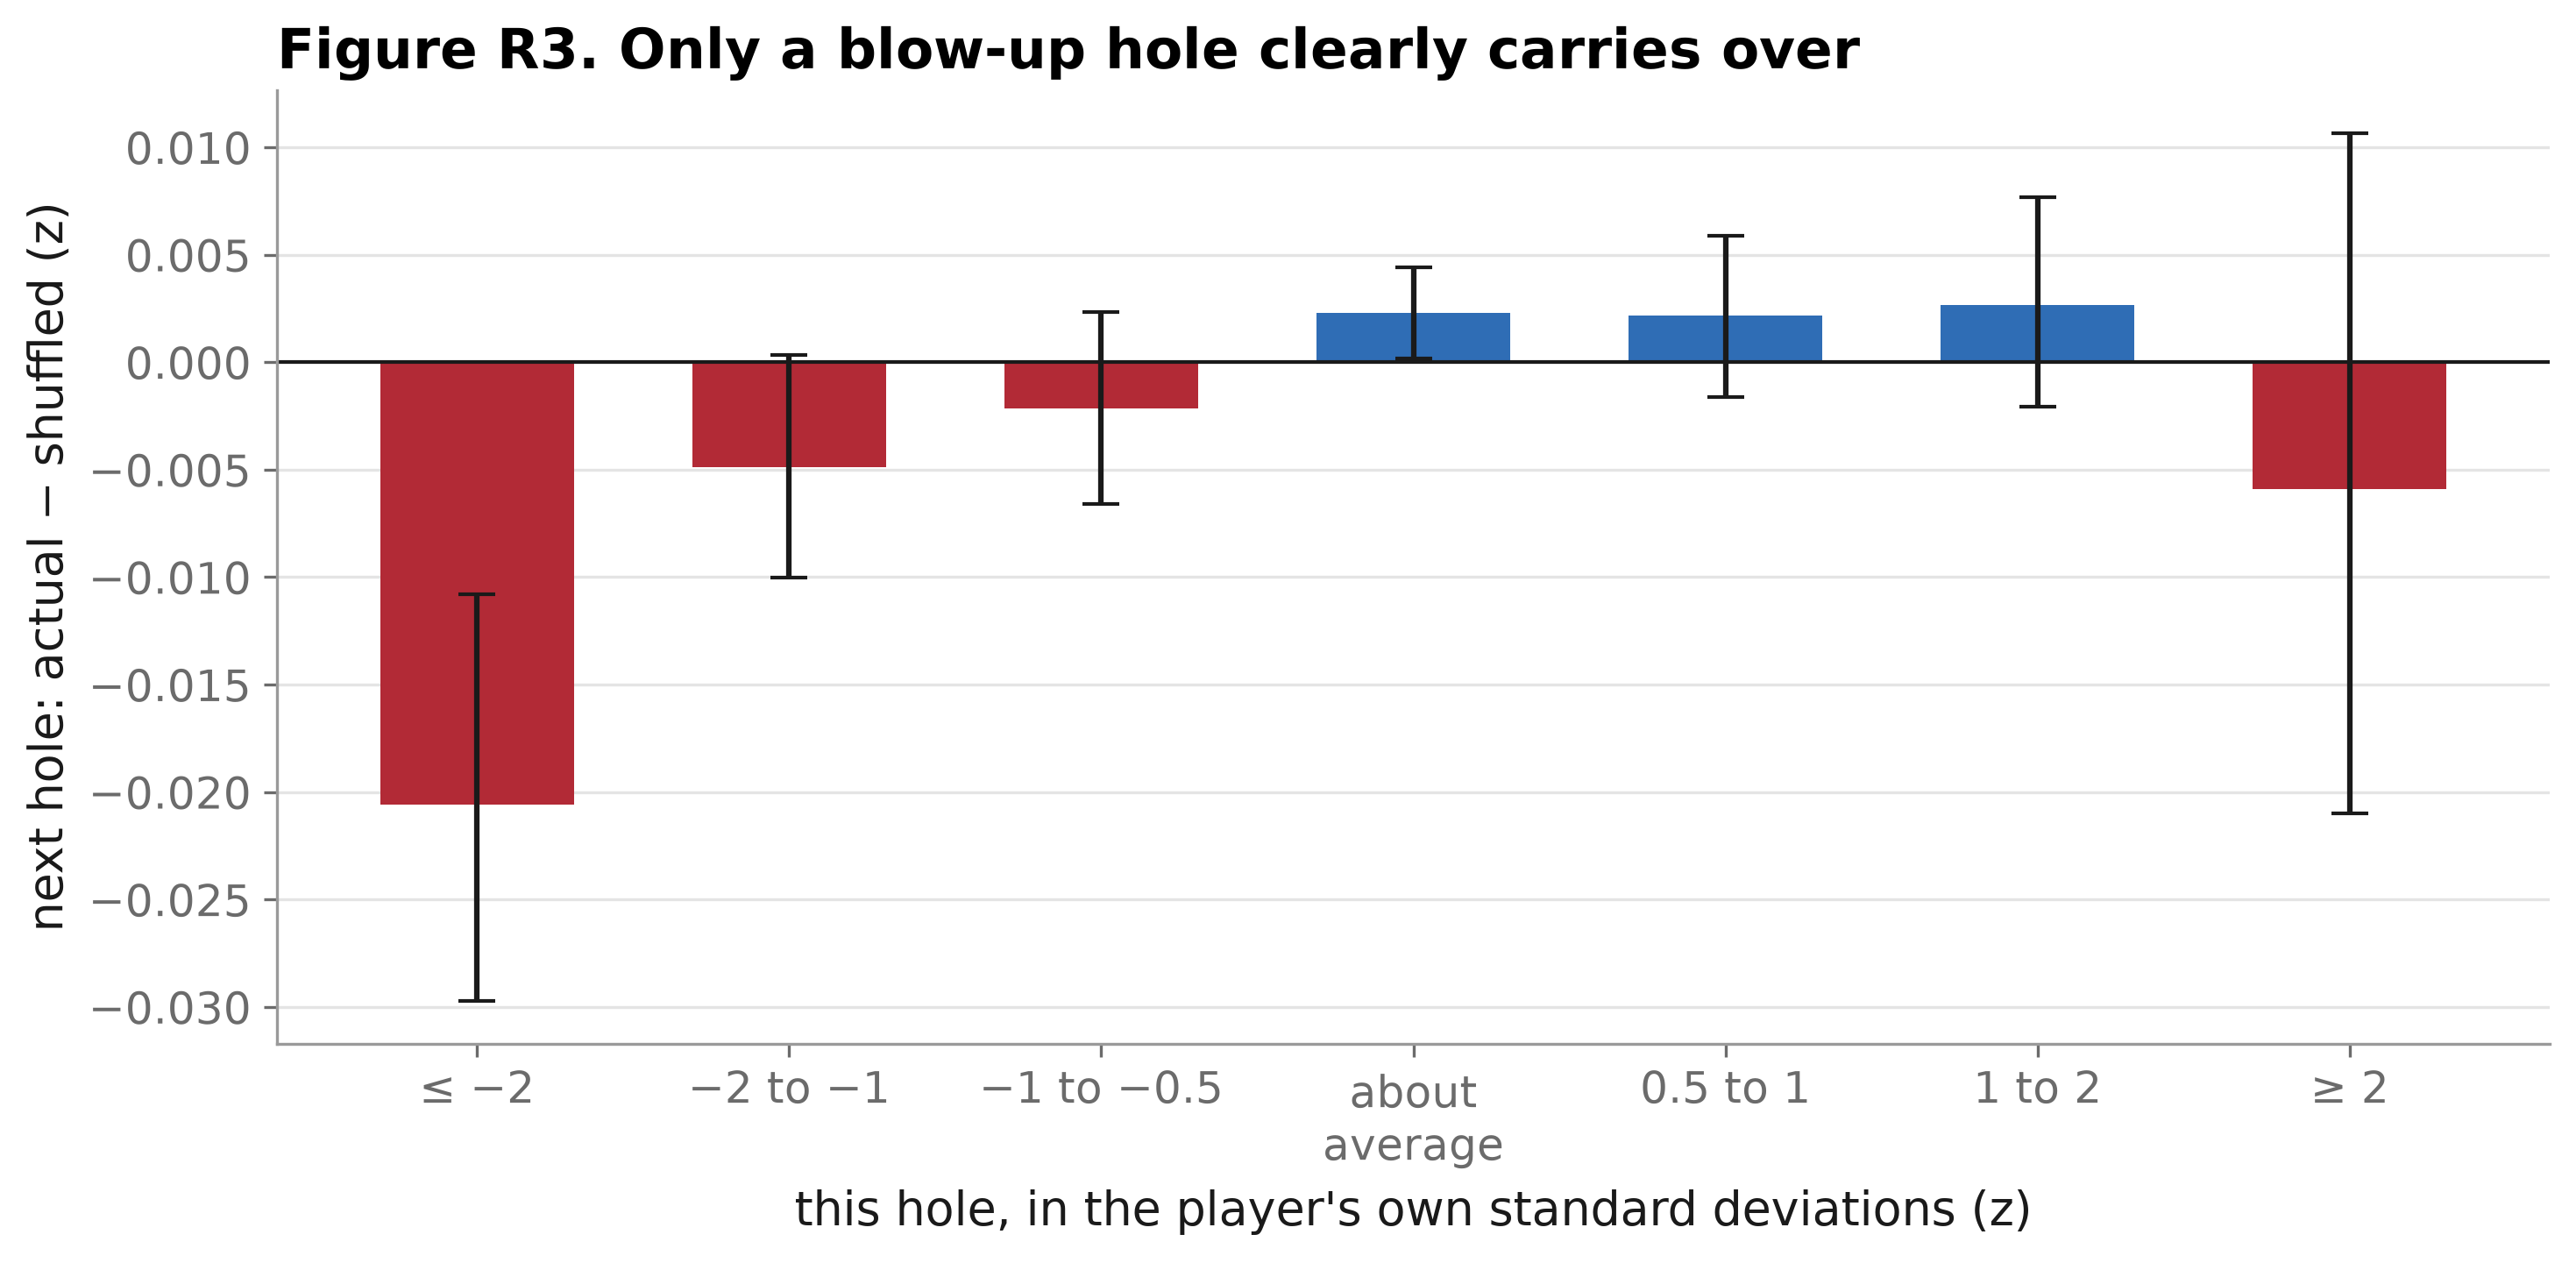 Figure R3. Only a blow-up hole clearly carries over
next hole: actual − shuffled (z)
0.010
0.005
0.000
−0.005
−0.010
−0.015
−0.020
−0.025
−0.030
≤ −2
−2 to −1
−1 to −0.5
about
average
0.5 to 1
1 to 2
≥ 2
this hole, in the player's own standard deviations (z)